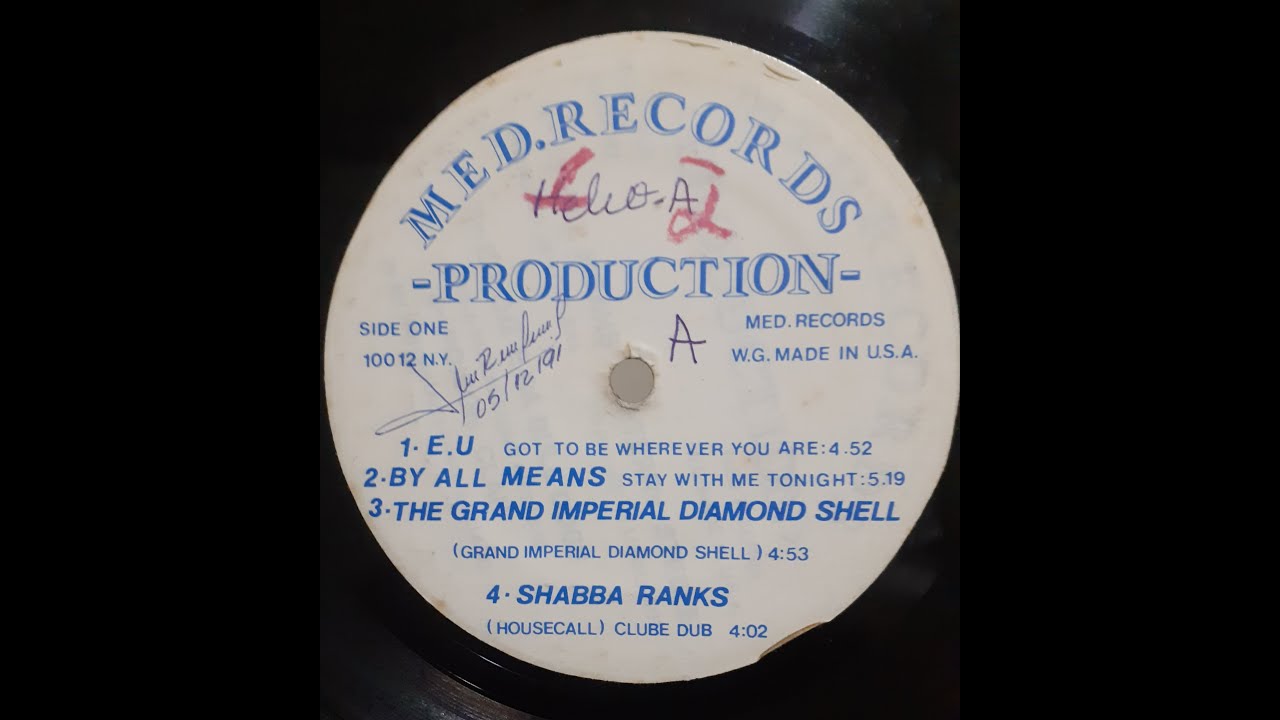 MED.RECORDS
Helio-A
-PRODUCTION-
SIDE ONE
10012 N.Y.
A
MED. RECORDS
W.G. MADE IN U.S.A.
05/12/91
1. E.U GOT TO BE WHEREVER YOU ARE:4.52
2.BY ALL MEANS STAY WITH ME TONIGHT:5.19
3.THE GRAND IMPERIAL DIAMOND SHELL
(GRAND IMPERIAL DIAMOND SHELL) 4:53
4. SHABBA RANKS
(HOUSECALL) CLUBE DUB 4:02